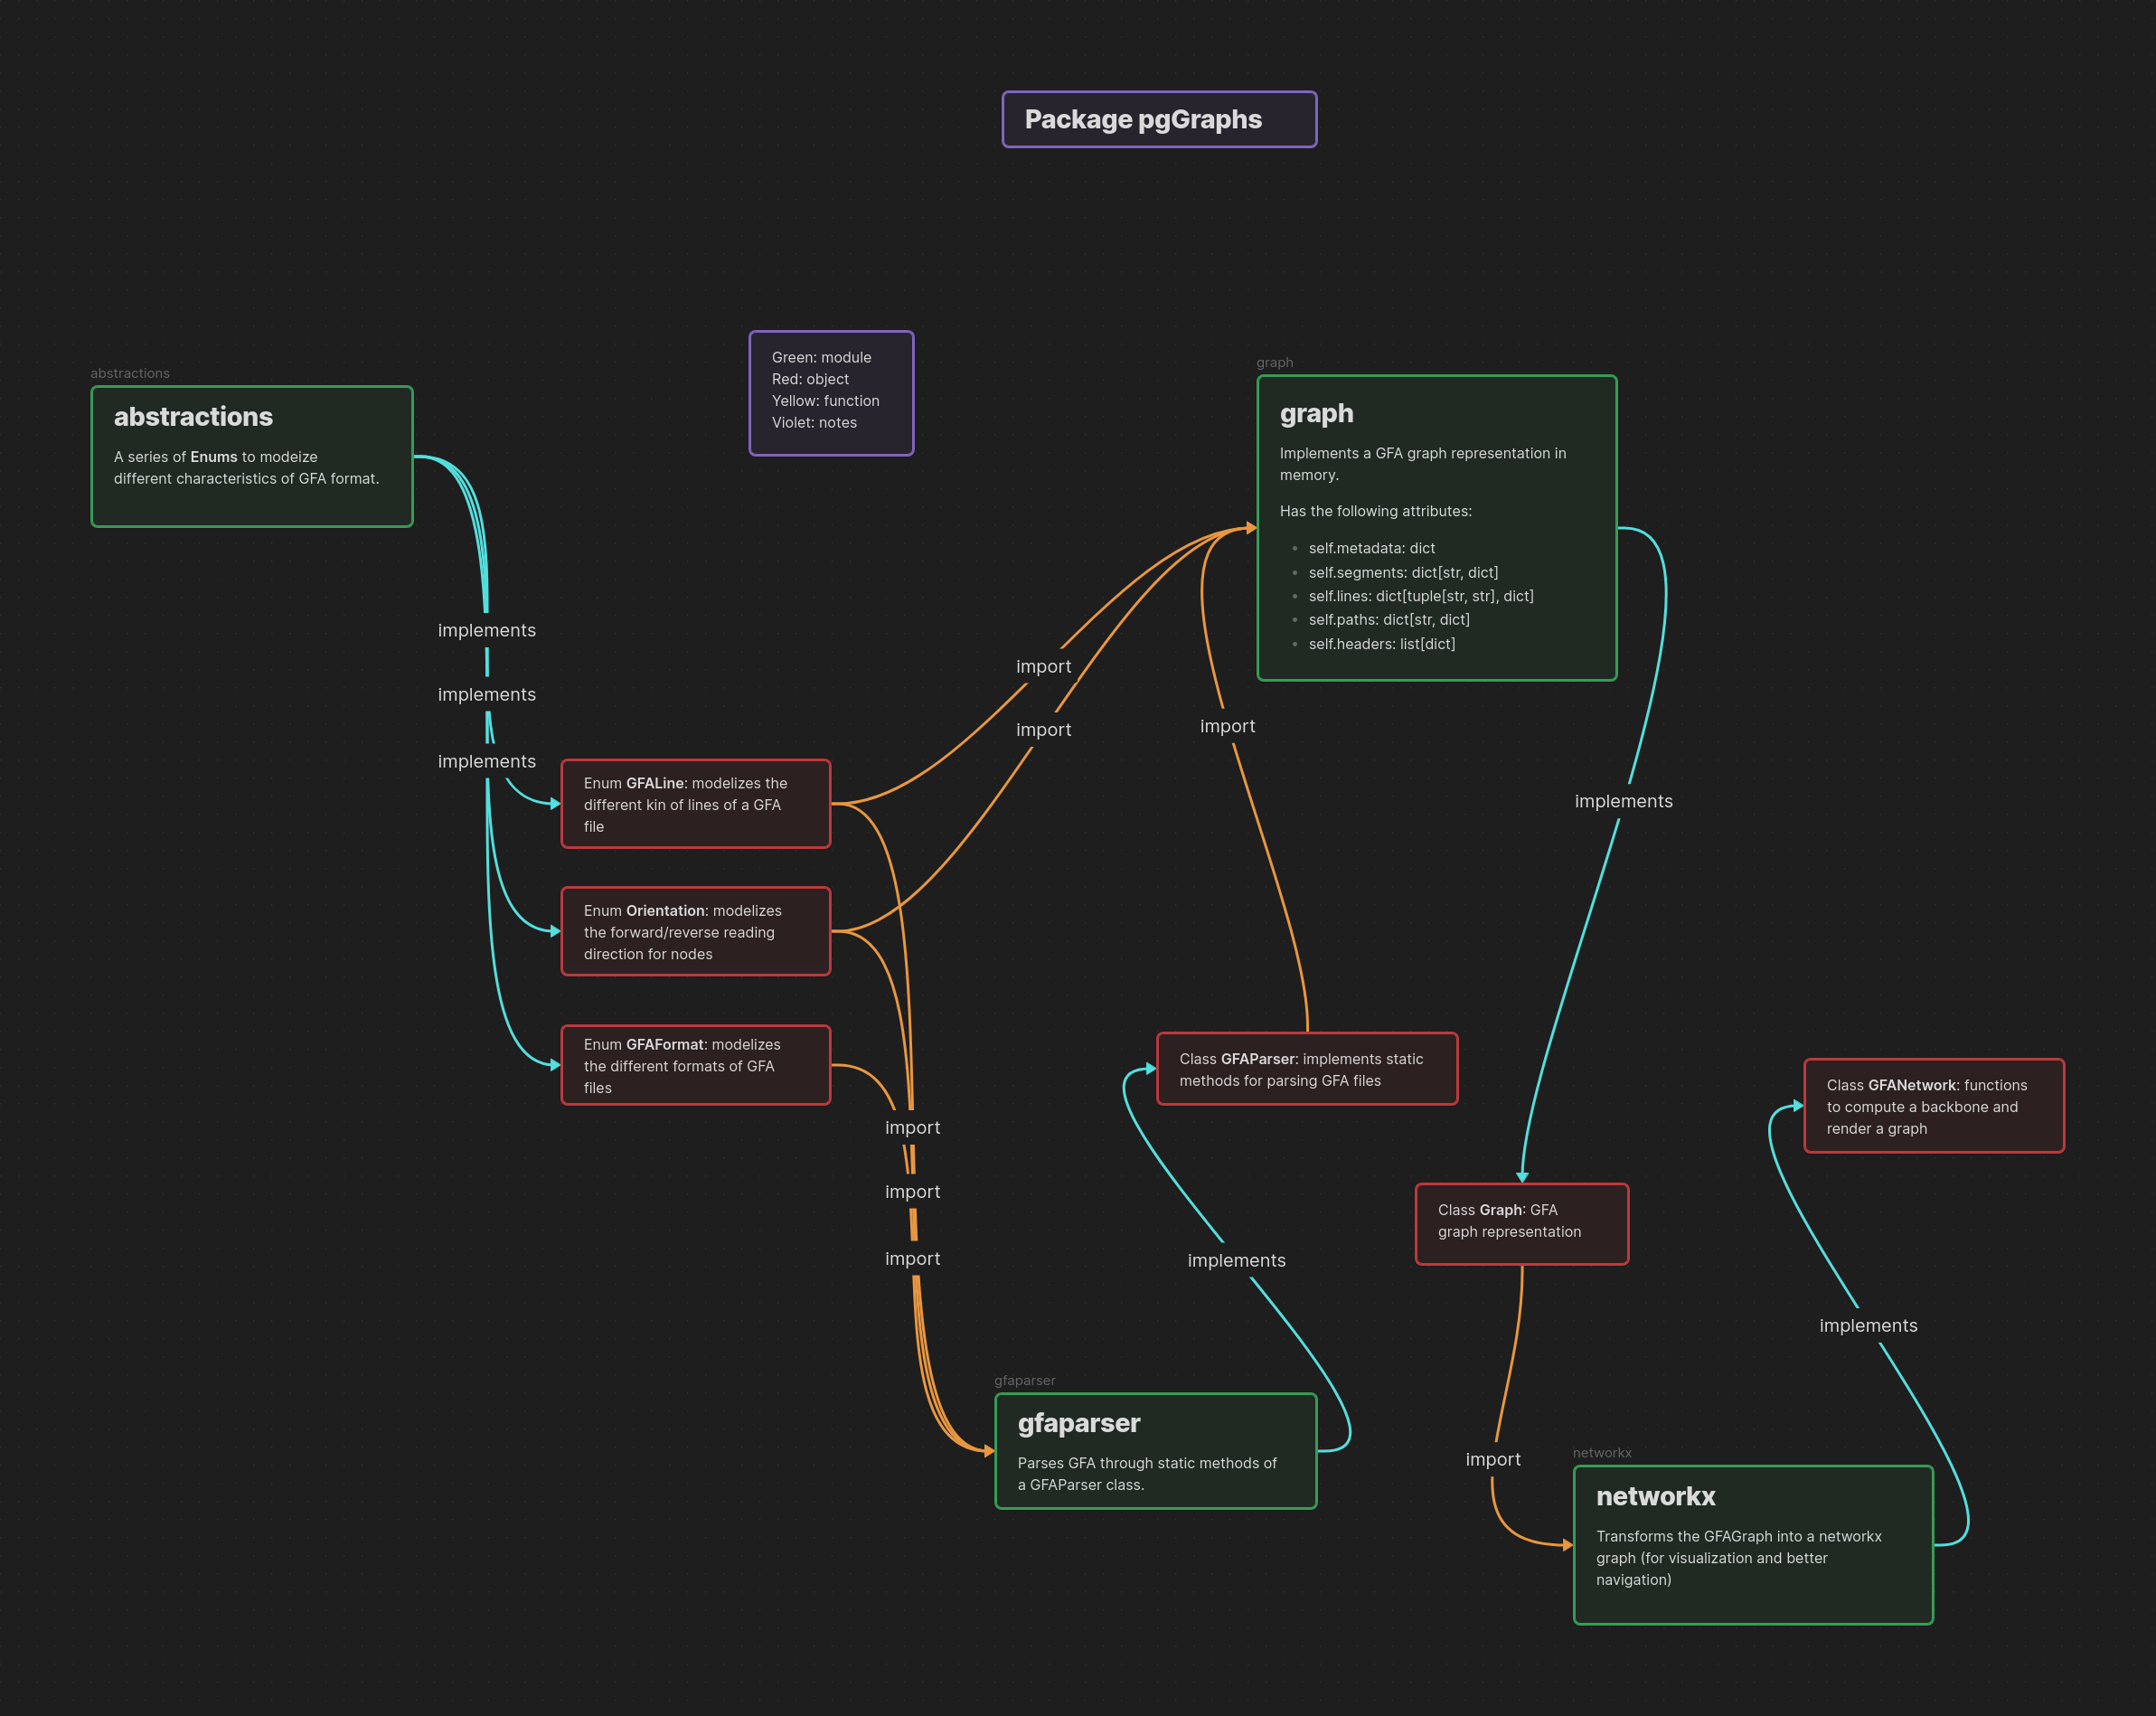 Package pgGraphs
Green: module
Red: object
Yellow: function
Violet: notes
abstractions
abstractions
A series of Enums to modeize
different characteristics of GFA format.
graph
graph
Implements a GFA graph representation in
memory.
Has the following attributes:
• self.metadata: dict
• self.segments: dict[str, dict]
• self.lines: dict[tuple[str, str], dict]
• self.paths: dict[str, dict]
• self.headers: list[dict]
implements
implements
implements
import
import
import
implements
Enum GFALine: modelizes the
different kin of lines of a GFA
file
Enum Orientation: modelizes
the forward/reverse reading
direction for nodes
Enum GFAFormat: modelizes
the different formats of GFA
files
import
import
import
Class GFAParser: implements static
methods for parsing GFA files
Class GFANetwork: functions
to compute a backbone and
render a graph
Class Graph: GFA
graph representation
implements
implements
import
gfaparser
gfaparser
Parses GFA through static methods of
a GFAParser class.
networkx
networkx
Transforms the GFAGraph into a networkx
graph (for visualization and better
navigation)